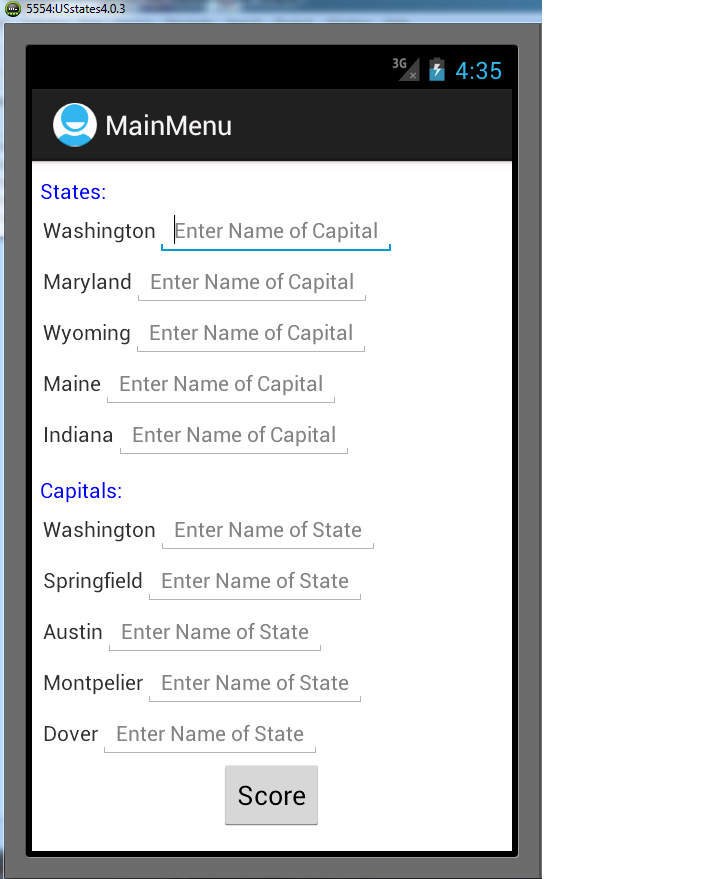 5554:USstates4.0.3
3G 4:35
MainMenu
States:
Washington Enter Name of Capital
Maryland Enter Name of Capital
Wyoming Enter Name of Capital
Maine Enter Name of Capital
Indiana Enter Name of Capital
Capitals:
Washington Enter Name of State
Springfield Enter Name of State
Austin Enter Name of State
Montpelier Enter Name of State
Dover Enter Name of State
Score